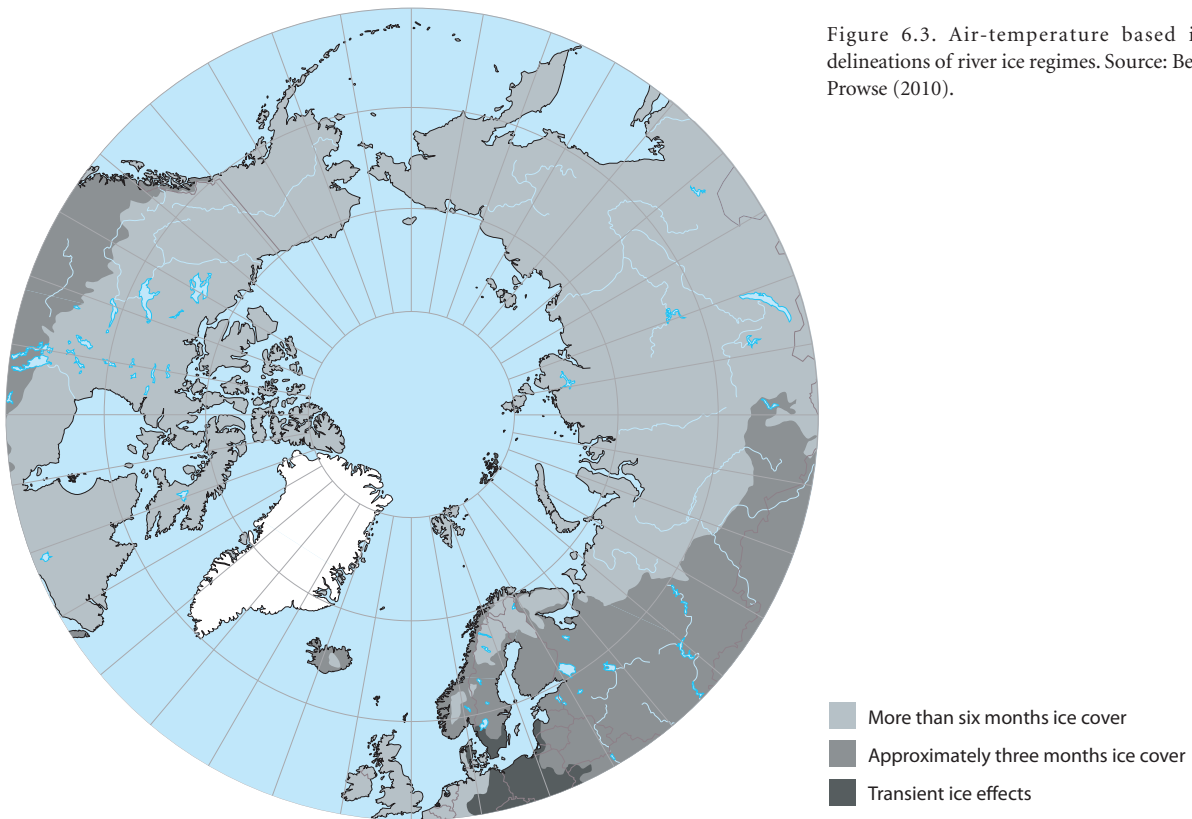 Figure 6.3. Air-temperature based
delineations of river ice regimes. Source:
Prowse (2010).
More than six months ice cover
Approximately three months ice cover
Transient ice effects